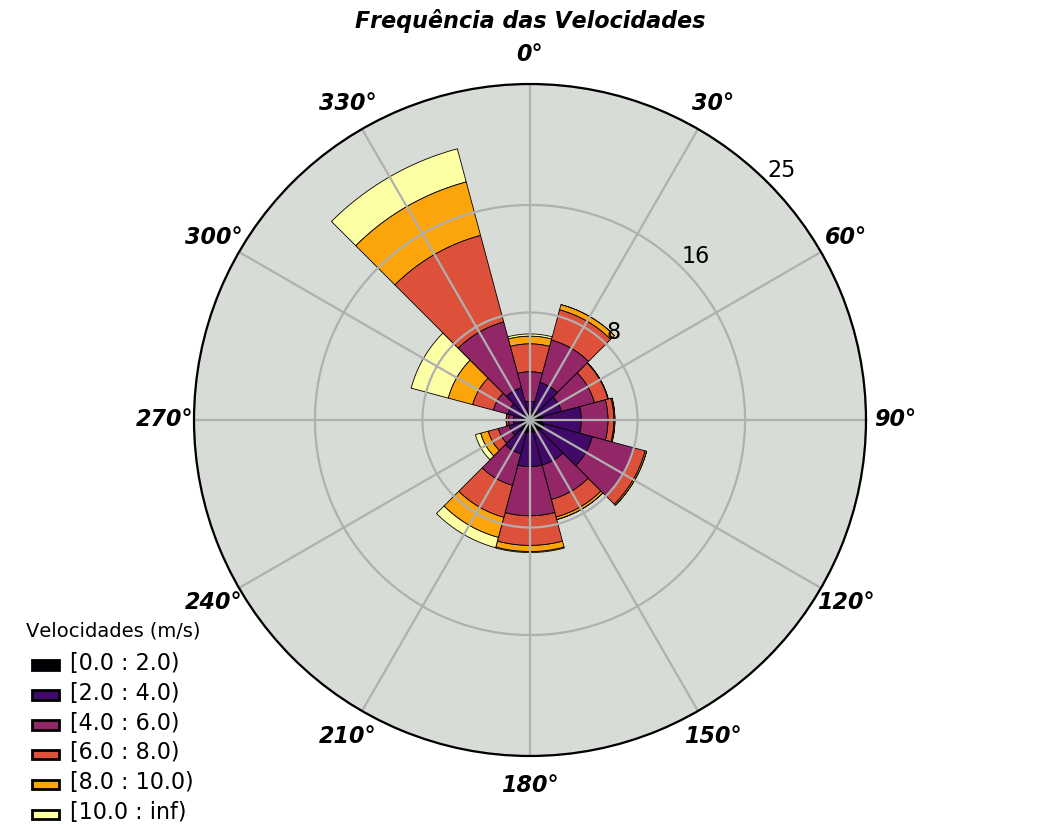 Frequência das Velocidades
0°
330°
30°
25
300°
60°
16
8
270°
90°
240°
120°
Velocidades (m/s)
[0.0 : 2.0)
[2.0 : 4.0)
[4.0 : 6.0)
210°
150°
[6.0 : 8.0)
[8.0 : 10.0)
180°
[10.0 : inf)